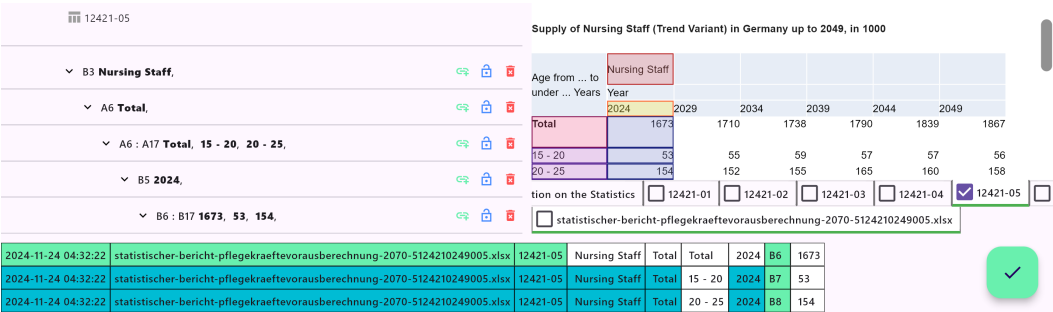 12421-05
B3 Nursing Staff,
A6 Total,
A6 : A17 Total, 15 - 20, 20 - 25,
B5 2024,
B6 : B17 1673, 53, 154,
Supply of Nursing Staff (Trend Variant) in Germany up to 2049, in 1000
Age from ... to under ... Years
Nursing Staff
Year
2024 2029 2034 2039 2044 2049
Total 1673 1710 1738 1790 1839 1867
15 - 20 53 55 59 57 57 56
20 - 25 154 152 155 165 160 158
tion on the Statistics 12421-01 12421-02 12421-03 12421-04 12421-05
statistischer-bericht-pflegekraeftevorausberechnung-2070-5124210249005.xlsx
2024-11-24 04:32:22 statistischer-bericht-pflegekraeftevorausberechnung-2070-5124210249005.xlsx 12421-05 Nursing Staff Total Total 2024 B6 1673
2024-11-24 04:32:22 statistischer-bericht-pflegekraeftevorausberechnung-2070-5124210249005.xlsx 12421-05 Nursing Staff Total 15 - 20 2024 B7 53
2024-11-24 04:32:22 statistischer-bericht-pflegekraeftevorausberechnung-2070-5124210249005.xlsx 12421-05 Nursing Staff Total 20 - 25 2024 B8 154